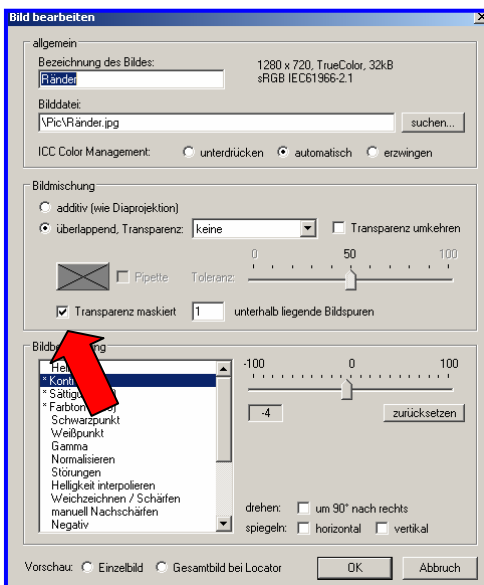 Bild bearbeiten
allgemein
Bezeichnung des Bildes:
Ränder
1280 x 720, TrueColor, 32kB
sRGB IEC61966-2.1
Bilddatei:
\Pic\Ränder.jpg
suchen...
ICC Color Management: unterdrücken automatisch erzwingen
Bildmischung
additiv (wie Diaprojektion)
überlappend, Transparenz: keine Transparenz umkehren
0 50 100
Pipette Toleranz:
Transparenz maskiert 1 unterhalb liegende Bildspuren
-100 0 100
* Sättigu
* Farbton
Schwarzpunkt
-4 zurücksetzen
Weißpunkt
Gamma
Normalisieren
Störungen
Helligkeit interpolieren
Weichzeichnen / Schärfen
manuell Nachschärfen
Negativ
drehen: um 90° nach rechts
spiegeln: horizontal vertikal
Vorschau: Einzelbild Gesamtbild bei Locator OK Abbruch